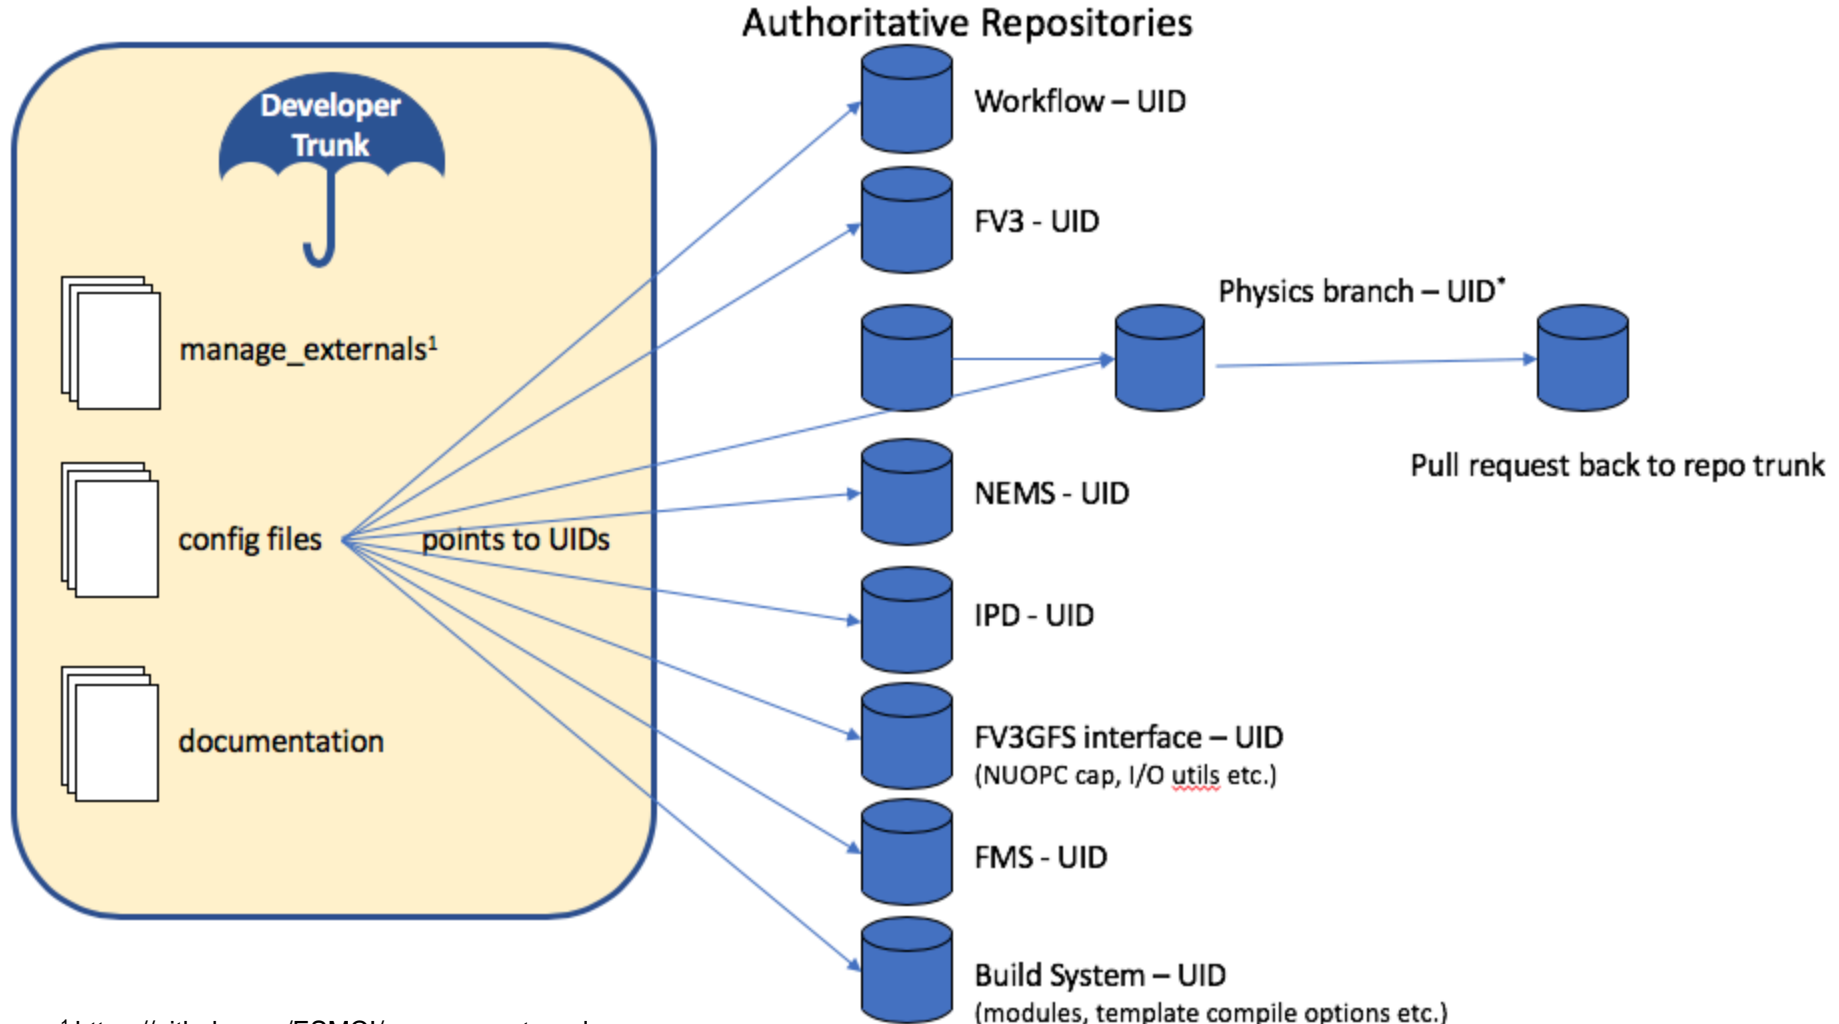 Authoritative Repositories
Developer
Trunk
manage_externals¹
config files
points to UIDs
documentation
Workflow – UID
FV3 - UID
Physics branch – UID*
Pull request back to repo trunk
NEMS - UID
IPD - UID
FV3GFS interface – UID
(NUOPC cap, I/O utils etc.)
FMS - UID
Build System – UID
(modules, template compile options etc.)